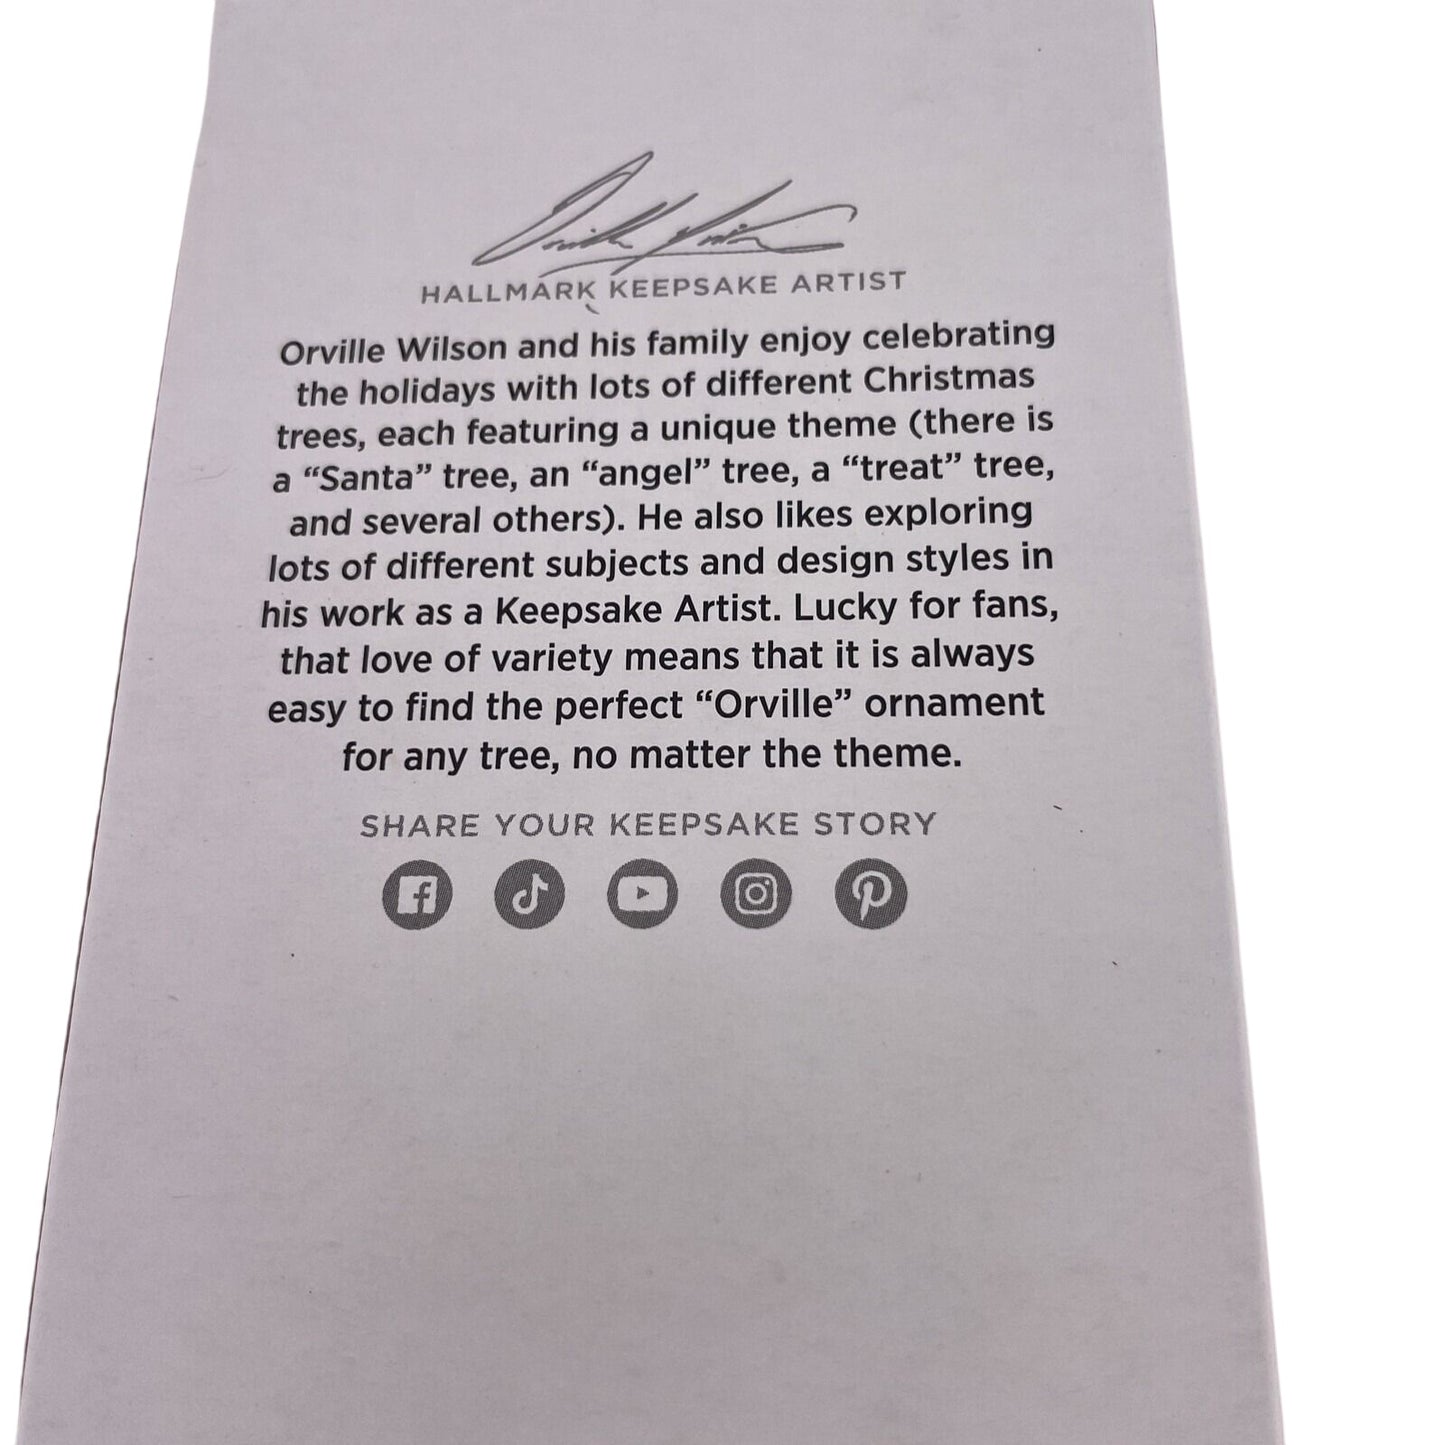 Orville Wilson
HALLMARK KEEPSAKE ARTIST
Orville Wilson and his family enjoy celebrating
the holidays with lots of different Christmas
trees, each featuring a unique theme (there is
a “Santa” tree, an “angel” tree, a “treat” tree,
and several others). He also likes exploring
lots of different subjects and design styles in
his work as a Keepsake Artist. Lucky for fans,
that love of variety means that it is always
easy to find the perfect “Orville” ornament
for any tree, no matter the theme.
SHARE YOUR KEEPSAKE STORY